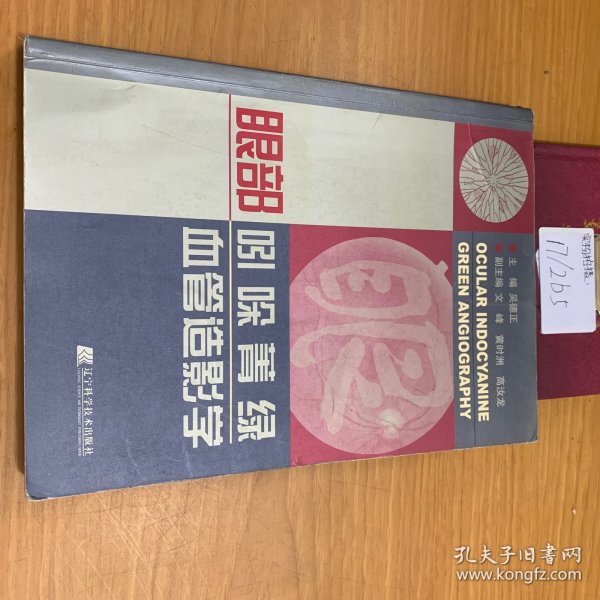 眼部
吲哚菁绿
血管造影学
OCULAR INDOCYANINE
GREEN ANGIOGRAPHY
主 编 吴德正
副主编 文 峰 黄时洲 高汝龙
眼
辽宁科学技术出版社
17/2b5
孔夫子旧书网
www.kongfz.com